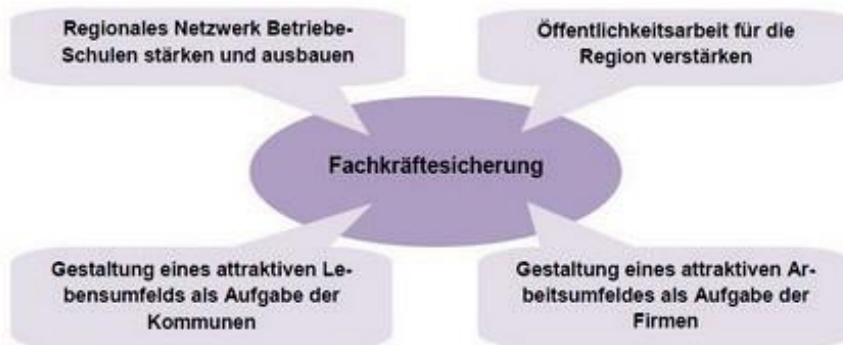 Regionales Netzwerk Betriebe-
Schulen stärken und ausbauen
Öffentlichkeitsarbeit für die
Region verstärken
Fachkräftesicherung
Gestaltung eines attraktiven Le-
bensumfelds als Aufgabe der
Kommunen
Gestaltung eines attraktiven Ar-
beitsumfeldes als Aufgabe der
Firmen